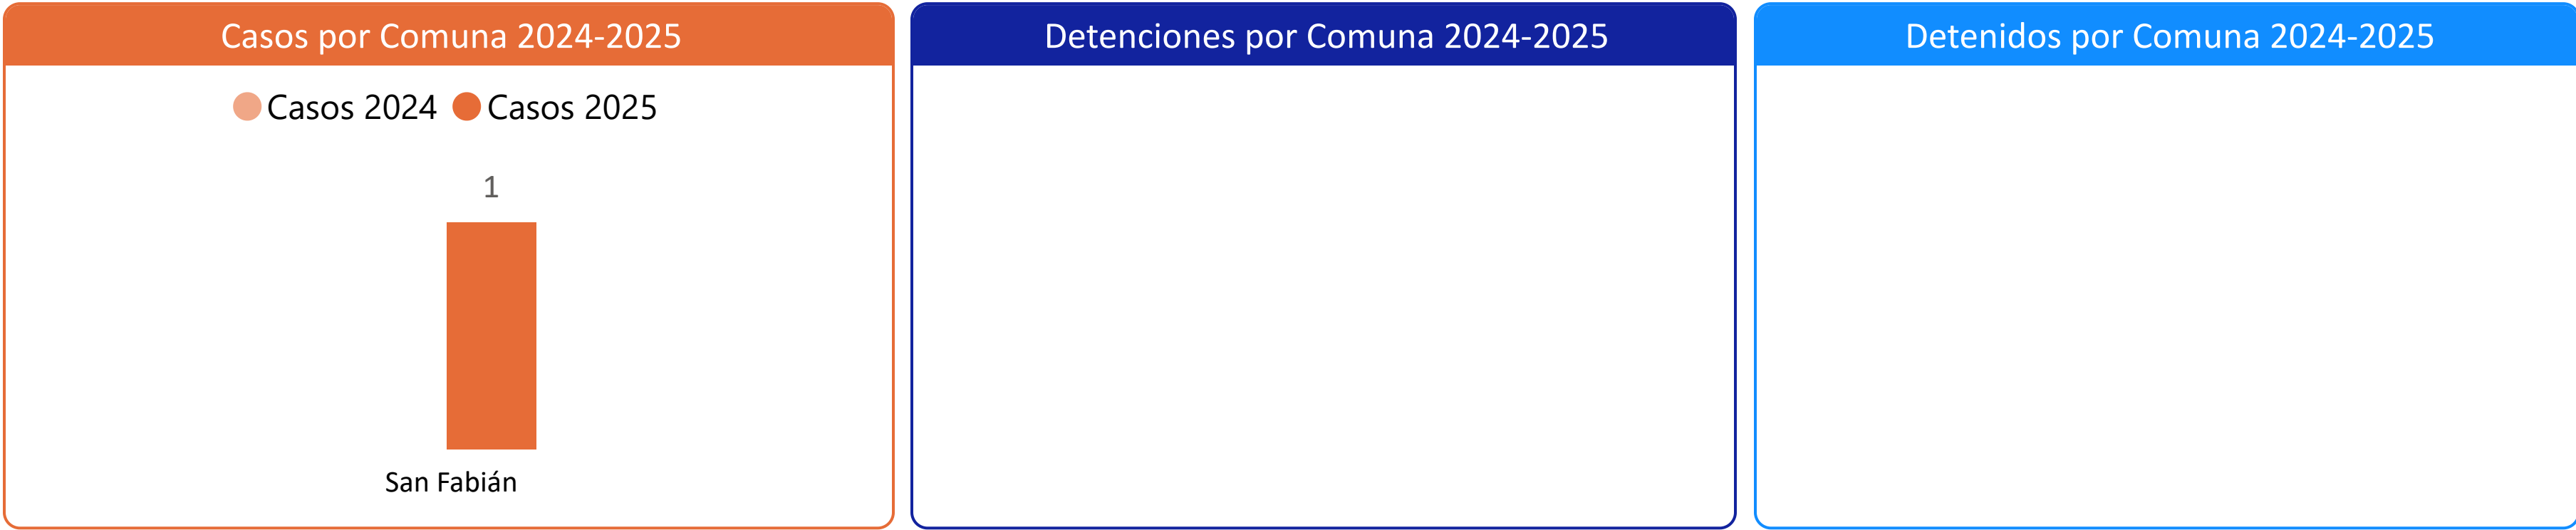 Casos por Comuna 2024-2025
Casos 2024 Casos 2025
1
San Fabián
Detenciones por Comuna 2024-2025
Detenidos por Comuna 2024-2025